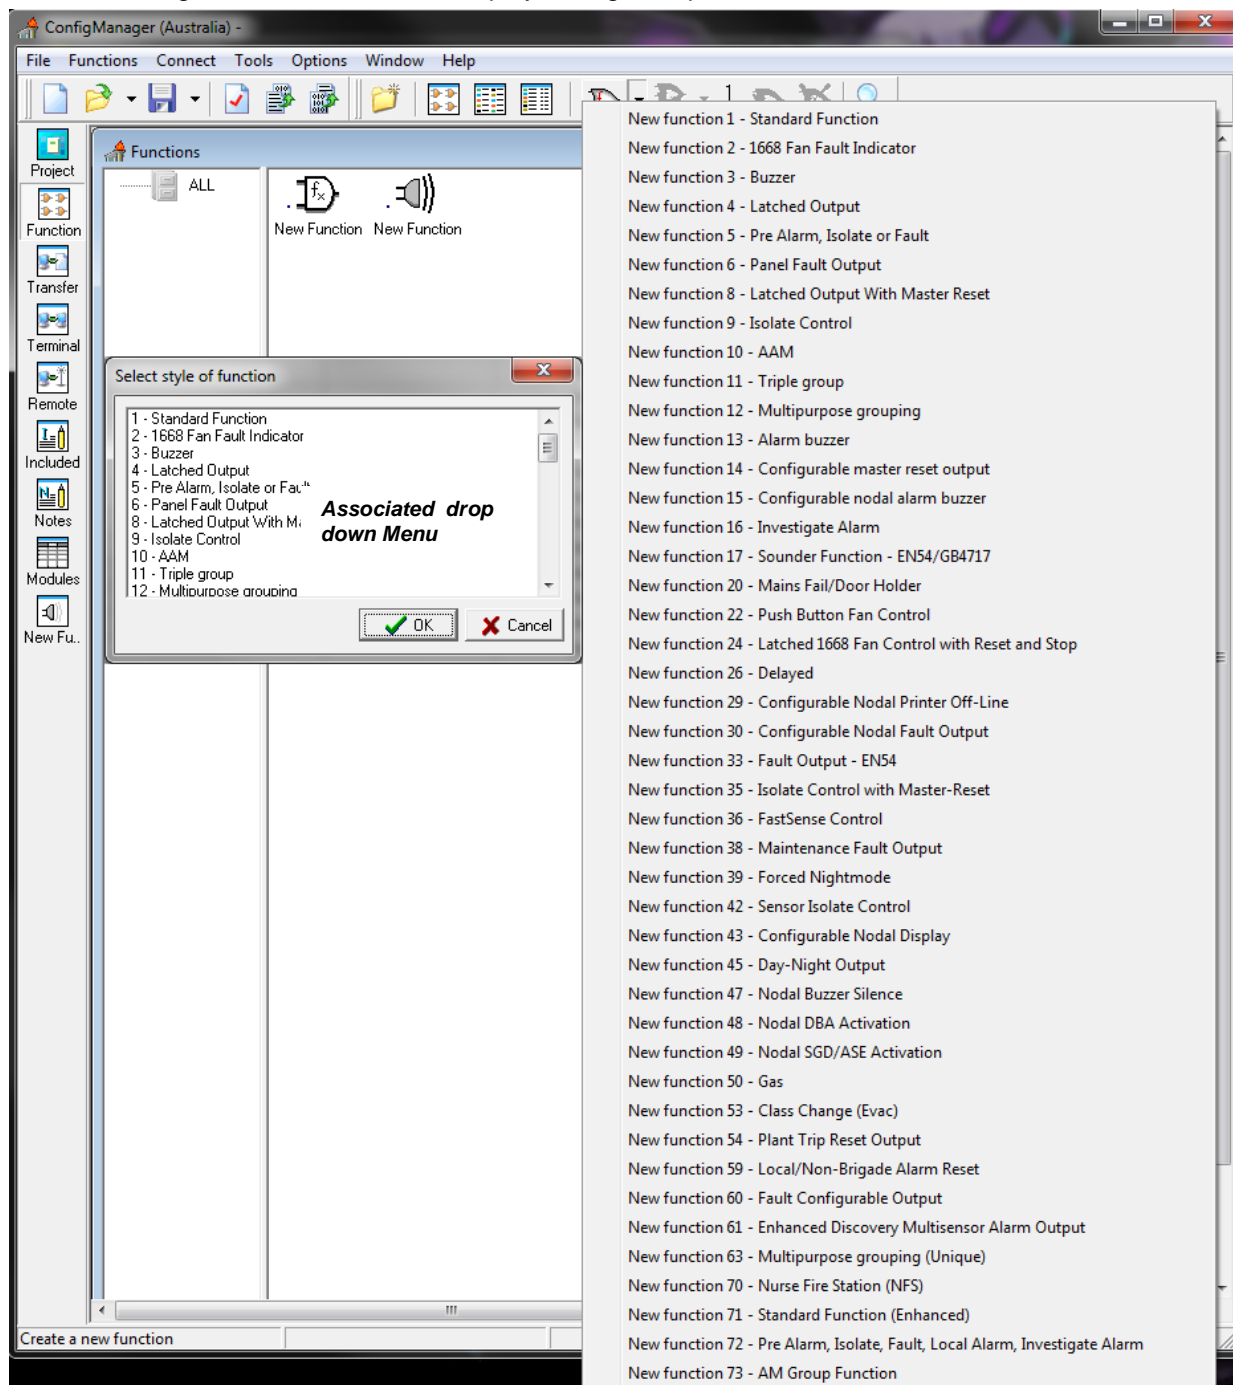 ConfigManager (Australia) -
File Functions Connect Tools Options Window Help
Project
Function
Transfer
Terminal
Remote
Included
Notes
Modules
New Fu..
Functions
ALL
New Function New Function
Select style of function
1 - Standard Function
2 - 1668 Fan Fault Indicator
3 - Buzzer
4 - Latched Output
5 - Pre Alarm, Isolate or Fault
6 - Panel Fault Output
8 - Latched Output With Ma
9 - Isolate Control
10 - AAM
11 - Triple group
12 - Multipurpose grouping
Associated drop
down Menu
OK Cancel
New function 1 - Standard Function
New function 2 - 1668 Fan Fault Indicator
New function 3 - Buzzer
New function 4 - Latched Output
New function 5 - Pre Alarm, Isolate or Fault
New function 6 - Panel Fault Output
New function 8 - Latched Output With Master Reset
New function 9 - Isolate Control
New function 10 - AAM
New function 11 - Triple group
New function 12 - Multipurpose grouping
New function 13 - Alarm buzzer
New function 14 - Configurable master reset output
New function 15 - Configurable nodal alarm buzzer
New function 16 - Investigate Alarm
New function 17 - Sounder Function - EN54/GB4717
New function 20 - Mains Fail/Door Holder
New function 22 - Push Button Fan Control
New function 24 - Latched 1668 Fan Control with Reset and Stop
New function 26 - Delayed
New function 29 - Configurable Nodal Printer Off-Line
New function 30 - Configurable Nodal Fault Output
New function 33 - Fault Output - EN54
New function 35 - Isolate Control with Master-Reset
New function 36 - FastSense Control
New function 38 - Maintenance Fault Output
New function 39 - Forced Nightmode
New function 42 - Sensor Isolate Control
New function 43 - Configurable Nodal Display
New function 45 - Day-Night Output
New function 47 - Nodal Buzzer Silence
New function 48 - Nodal DBA Activation
New function 49 - Nodal SGD/ASE Activation
New function 50 - Gas
New function 53 - Class Change (Evac)
New function 54 - Plant Trip Reset Output
New function 59 - Local/Non-Brigade Alarm Reset
New function 60 - Fault Configurable Output
New function 61 - Enhanced Discovery Multisensor Alarm Output
New function 63 - Multipurpose grouping (Unique)
New function 70 - Nurse Fire Station (NFS)
New function 71 - Standard Function (Enhanced)
New function 72 - Pre Alarm, Isolate, Fault, Local Alarm, Investigate Alarm
New function 73 - AM Group Function
Create a new function